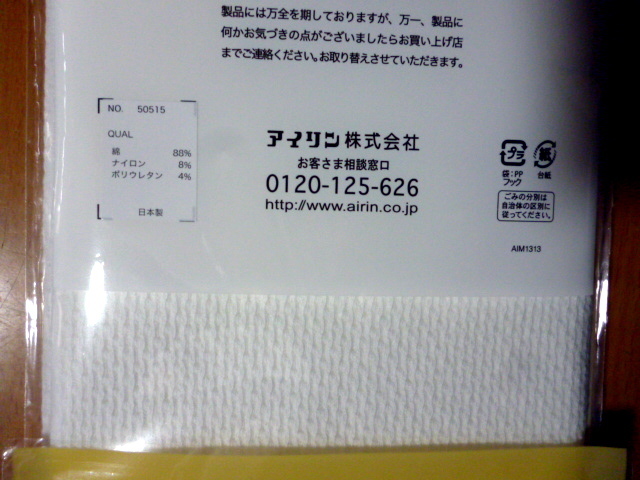 製品には万全を期しておりますが、万一、製品に
何かお気づきの点がございましたらお買い上げ店
までご連絡ください。お取り替えさせていただきます。
NO. 50515
QUAL
綿 88%
ナイロン 8%
ポリウレタン 4%
日本製
アイリン株式会社
お客さま相談窓口
0120-125-626
http://www.airin.co.jp
プラ
紙
袋：PP
フック
台紙
ごみの分別は
自治体の区別に
従ってください。
AIM1313